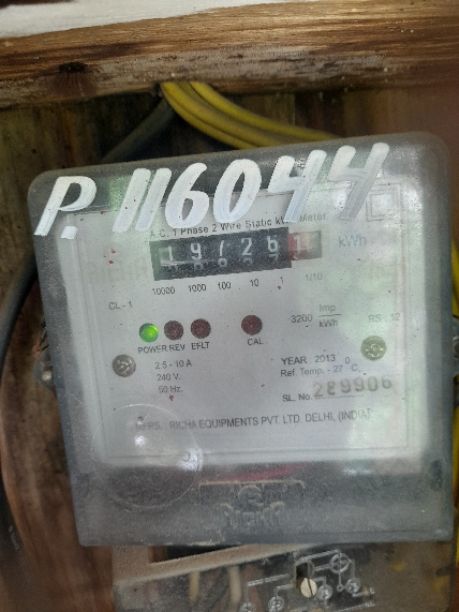 P. 116044
A.C. 1 Phase 2 Wire Static kWh Meter
19726 1 kWh
10000 1000 100 10 1 1/10
CL-1
3200 Imp/kWh
RS-12
POWER REV EFLT CAL
2.5 - 10 A
240 V.
50 Hz.
YEAR 2013
Ref. Temp. - 27 °C
SL. No. 289906
RICHA EQUIPMENTS PVT. LTD. DELHI, (INDIA)